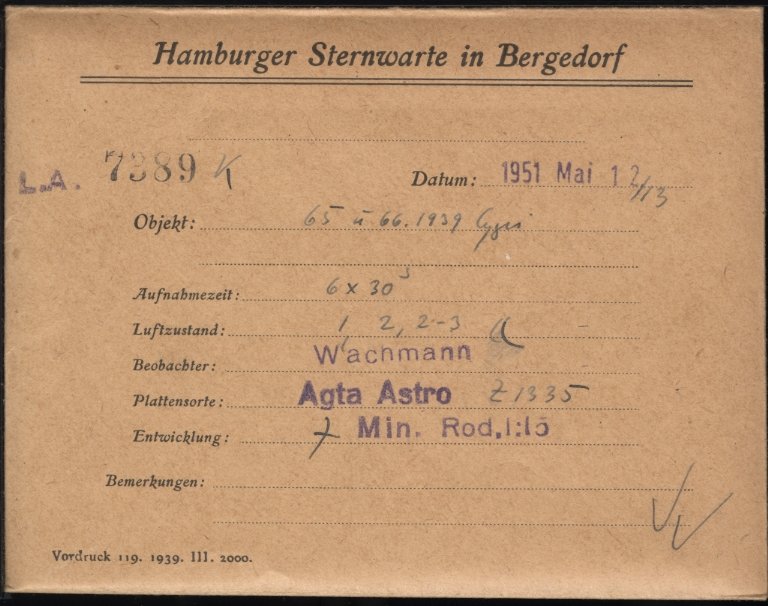 Hamburger Sternwarte in Bergedorf
L.A. 7389 K
Datum: 1951 Mai 12/13
Objekt: 65 u 66.1939 Cygni
Aufnahmezeit: 6 x 30
Luftzustand: 1, 2, 2-3
Beobachter: Wachmann
Plattensorte: Agfa Astro Z 1335
Entwicklung: 7 Min. Rod. 1:15
Bemerkungen:
Vordruck 119. 1939. III. 2000.